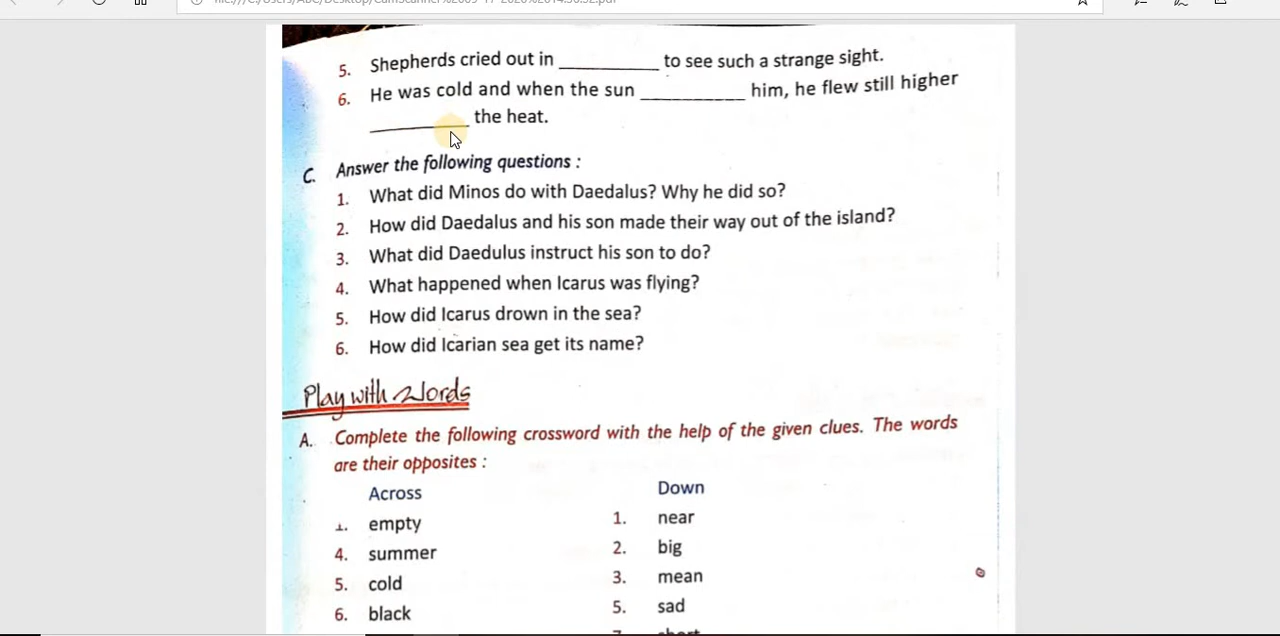 5. Shepherds cried out in __________ to see such a strange sight.
6. He was cold and when the sun __________ him, he flew still higher
__________ the heat.
C. Answer the following questions :
1. What did Minos do with Daedalus? Why he did so?
2. How did Daedalus and his son made their way out of the island?
3. What did Daedulus instruct his son to do?
4. What happened when Icarus was flying?
5. How did Icarus drown in the sea?
6. How did Icarian sea get its name?
Play with Words
A. Complete the following crossword with the help of the given clues. The words
are their opposites :
Across Down
1. empty 1. near
4. summer 2. big
5. cold 3. mean
6. black 5. sad